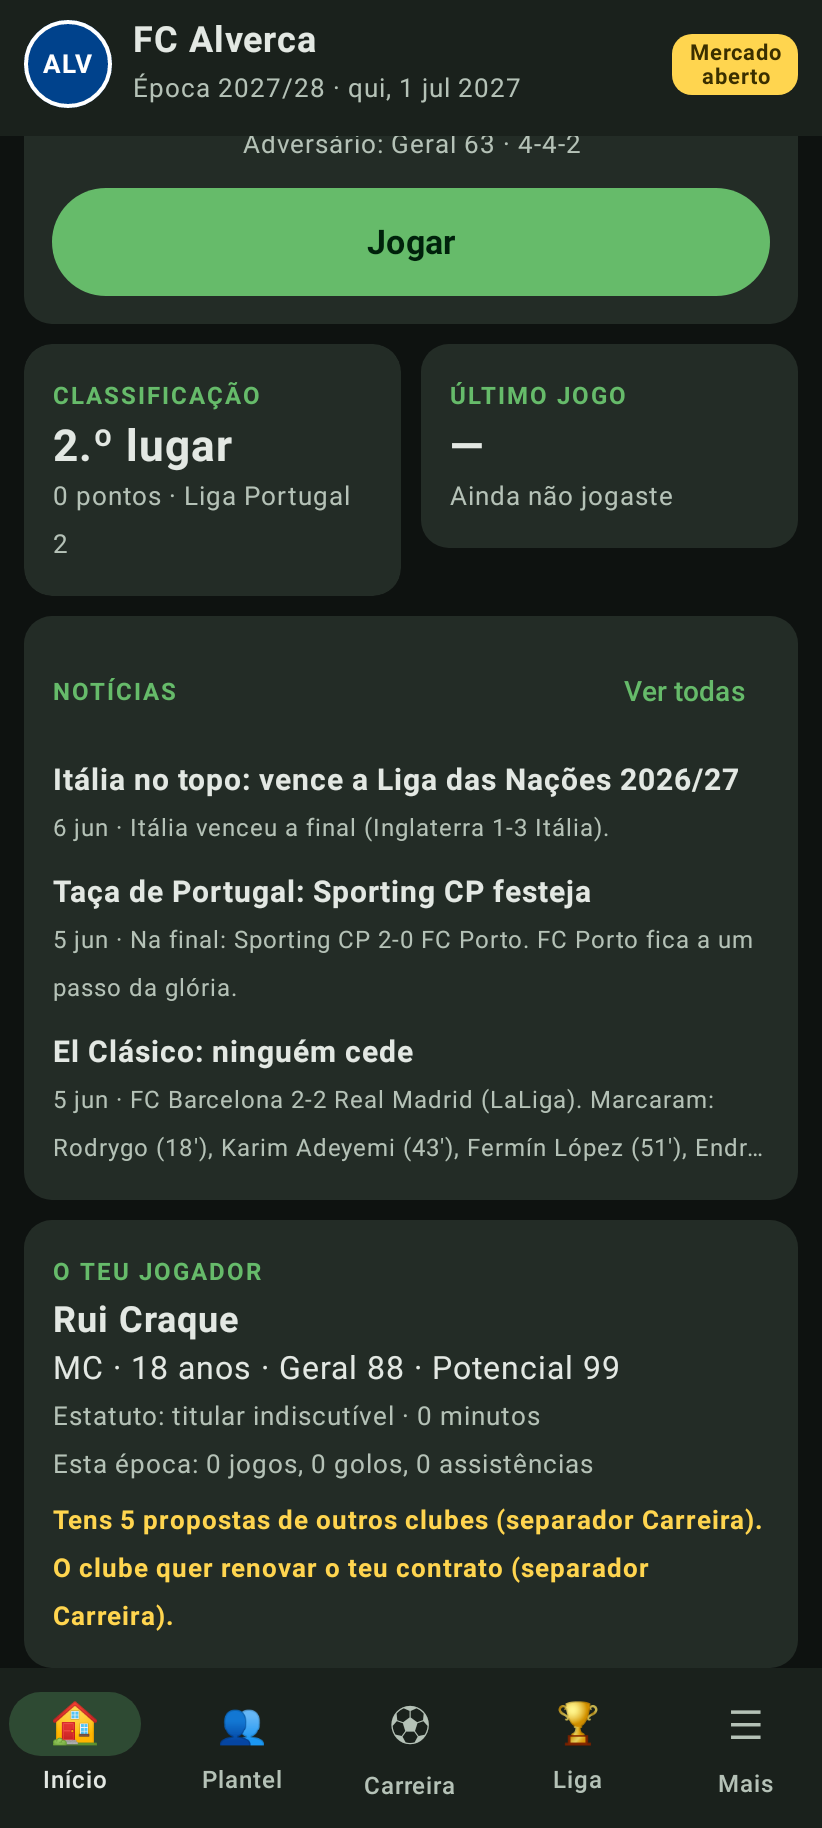 ALV
FC Alverca
Época 2027/28 · qui, 1 jul 2027
Mercado
aberto
Adversário: Geral 63 · 4-4-2
Jogar
CLASSIFICAÇÃO
2.º lugar
0 pontos · Liga Portugal
2
ÚLTIMO JOGO
—
Ainda não jogaste
NOTÍCIAS
Ver todas
Itália no topo: vence a Liga das Nações 2026/27
6 jun · Itália venceu a final (Inglaterra 1-3 Itália).
Taça de Portugal: Sporting CP festeja
5 jun · Na final: Sporting CP 2-0 FC Porto. FC Porto fica a um
passo da glória.
El Clásico: ninguém cede
5 jun · FC Barcelona 2-2 Real Madrid (LaLiga). Marcaram:
Rodrygo (18'), Karim Adeyemi (43'), Fermín López (51'), Endr…
O TEU JOGADOR
Rui Craque
MC · 18 anos · Geral 88 · Potencial 99
Estatuto: titular indiscutível · 0 minutos
Esta época: 0 jogos, 0 golos, 0 assistências
Tens 5 propostas de outros clubes (separador Carreira).
O clube quer renovar o teu contrato (separador
Carreira).
Início
Plantel
Carreira
Liga
Mais